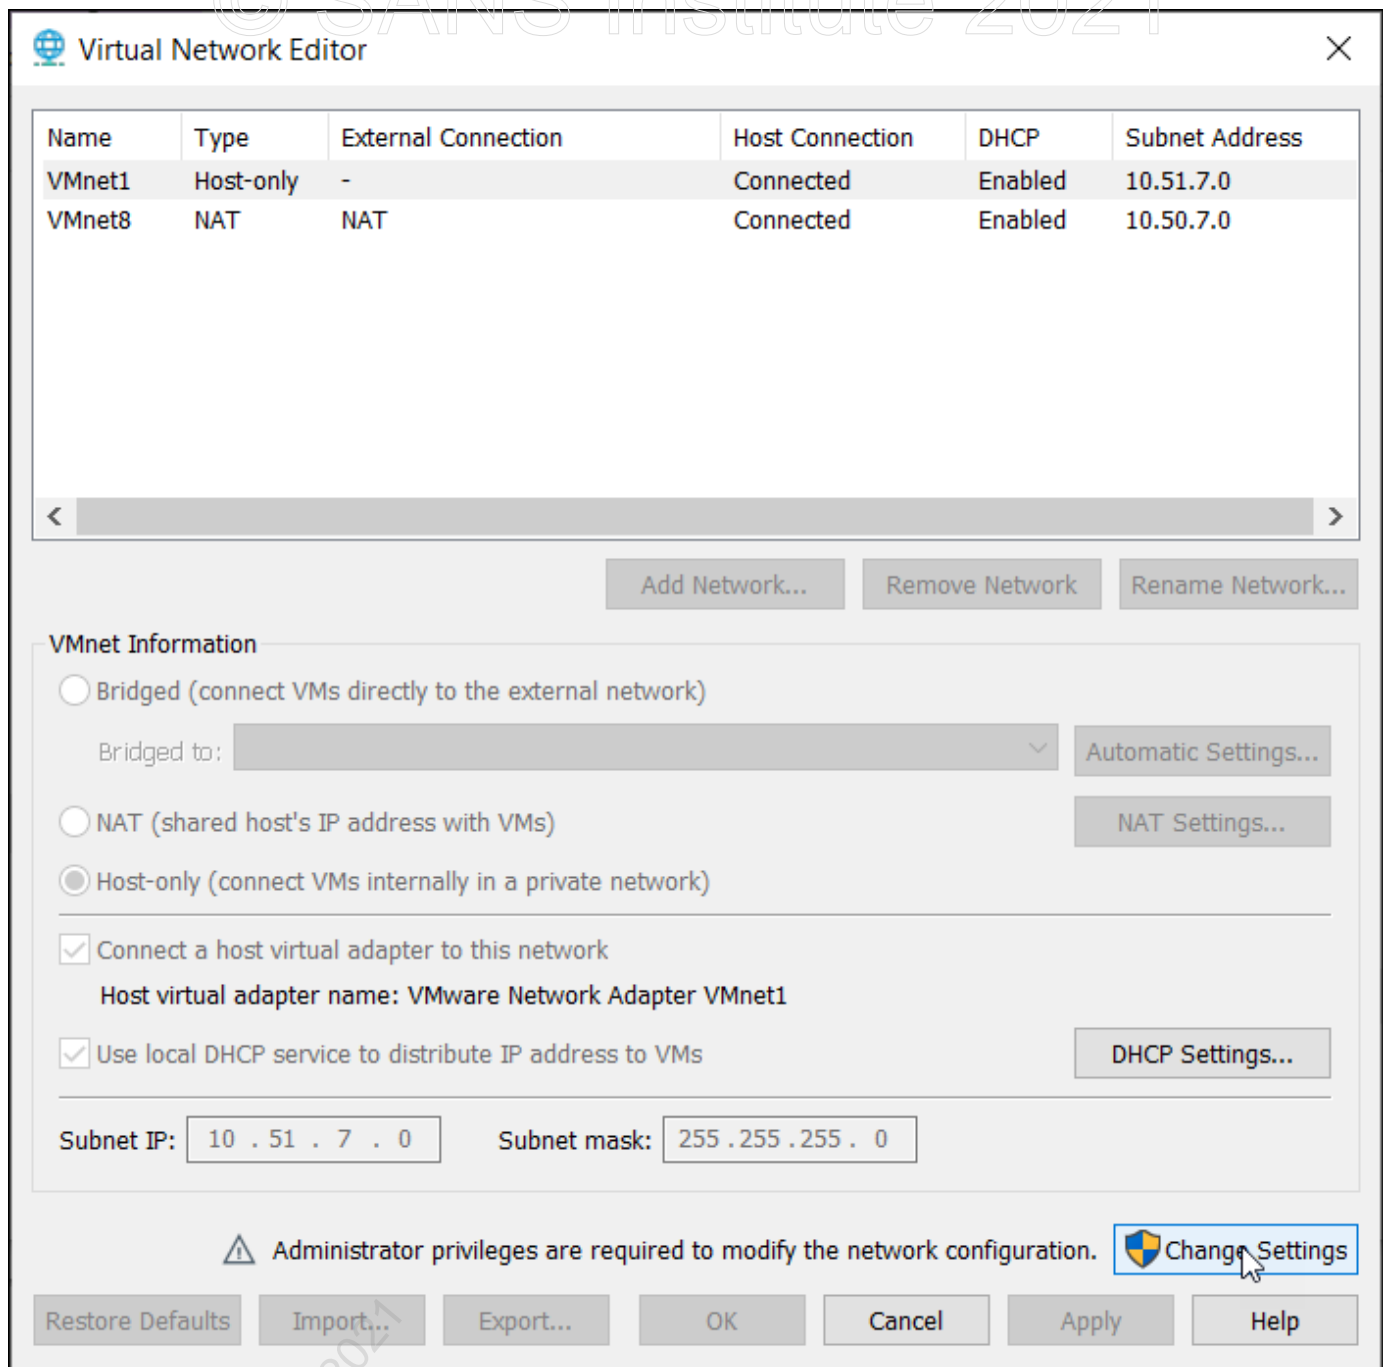 © SANS Institute 2021
Virtual Network Editor
Name Type External Connection Host Connection DHCP Subnet Address
VMnet1 Host-only - Connected Enabled 10.51.7.0
VMnet8 NAT NAT Connected Enabled 10.50.7.0
Add Network... Remove Network Rename Network...
VMnet Information
Bridged (connect VMs directly to the external network)
Bridged to: Automatic Settings...
NAT (shared host's IP address with VMs) NAT Settings...
Host-only (connect VMs internally in a private network)
Connect a host virtual adapter to this network
Host virtual adapter name: VMware Network Adapter VMnet1
Use local DHCP service to distribute IP address to VMs DHCP Settings...
Subnet IP: 10 . 51 . 7 . 0 Subnet mask: 255 . 255 . 255 . 0
Administrator privileges are required to modify the network configuration. Change Settings
Restore Defaults Import... Export... OK Cancel Apply Help
2021